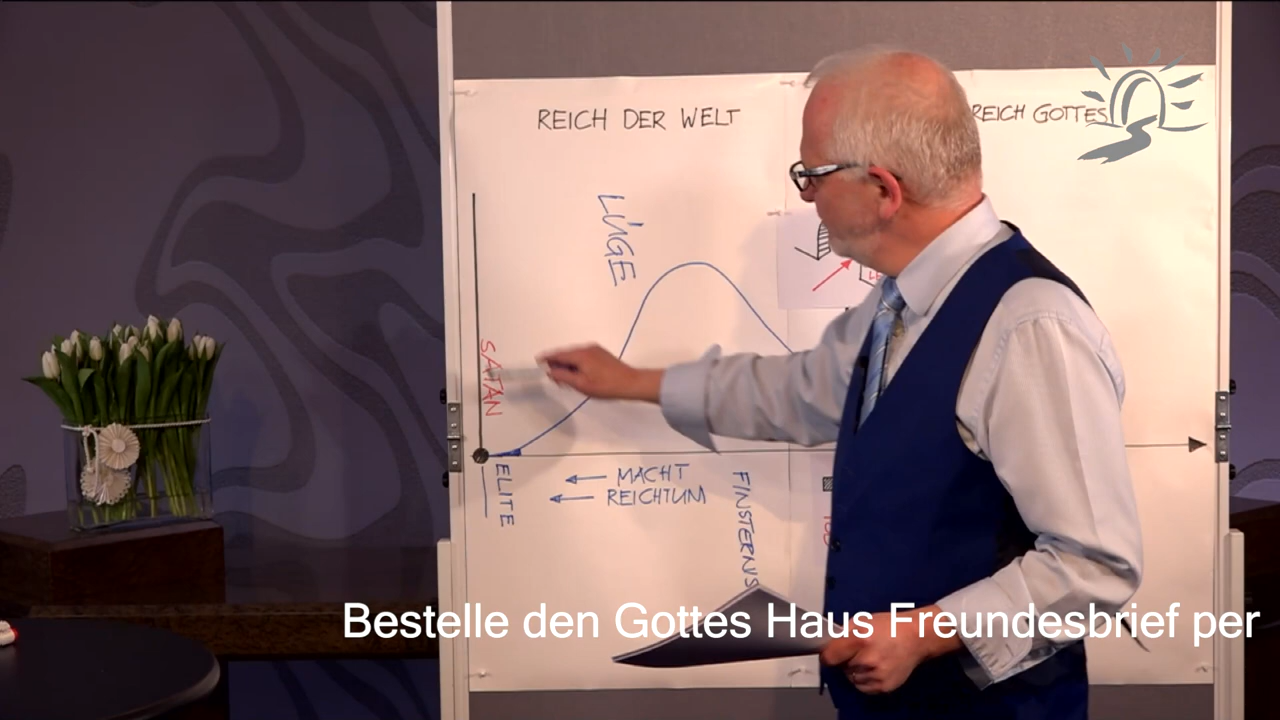 REICH DER WELT
REICH GOTTES
LÜGE
SATAN
ELITE
MACHT
REICHTUM
FINSTERNIS
Bestelle den Gottes Haus Freundesbrief per